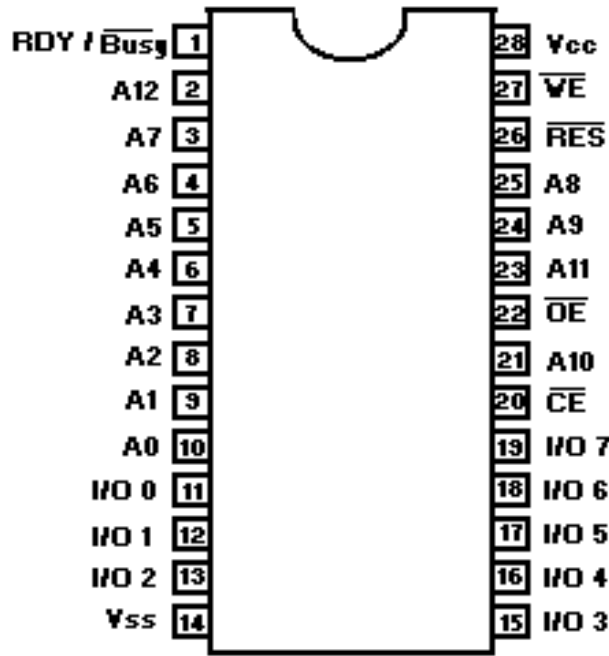 RDY / Busy 1 28 Vcc
A12 2 27 WE
A7 3 26 RES
A6 4 25 A8
A5 5 24 A9
A4 6 23 A11
A3 7 22 OE
A2 8 21 A10
A1 9 20 CE
A0 10 19 I/O 7
I/O 0 11 18 I/O 6
I/O 1 12 17 I/O 5
I/O 2 13 16 I/O 4
Vss 14 15 I/O 3